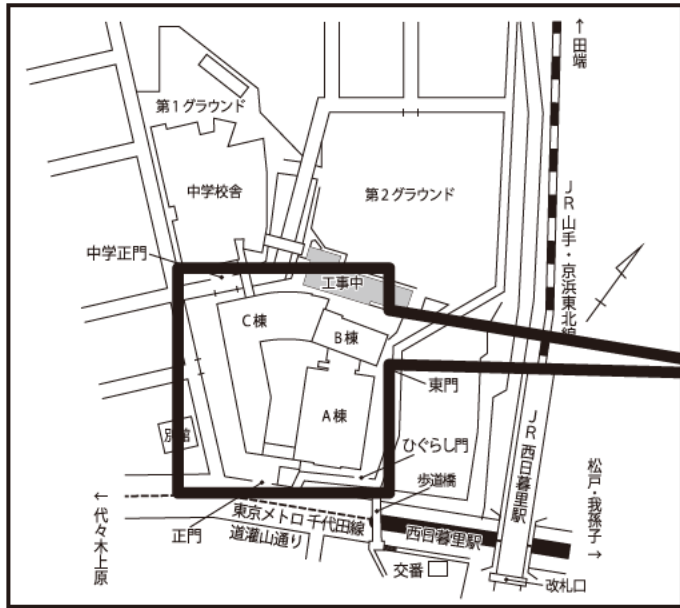 ← 田端
第1グラウンド
中学校舎
第2グラウンド
JR 山手・京浜東北線
中学正門
工事中
C棟
B棟
A棟
東門
別館
ひぐらし門
歩道橋
JR 西日暮里駅
松戸・我孫子 →
← 代々木上原
正門
東京メトロ 千代田線
道灌山通り
西日暮里駅
交番
改札口